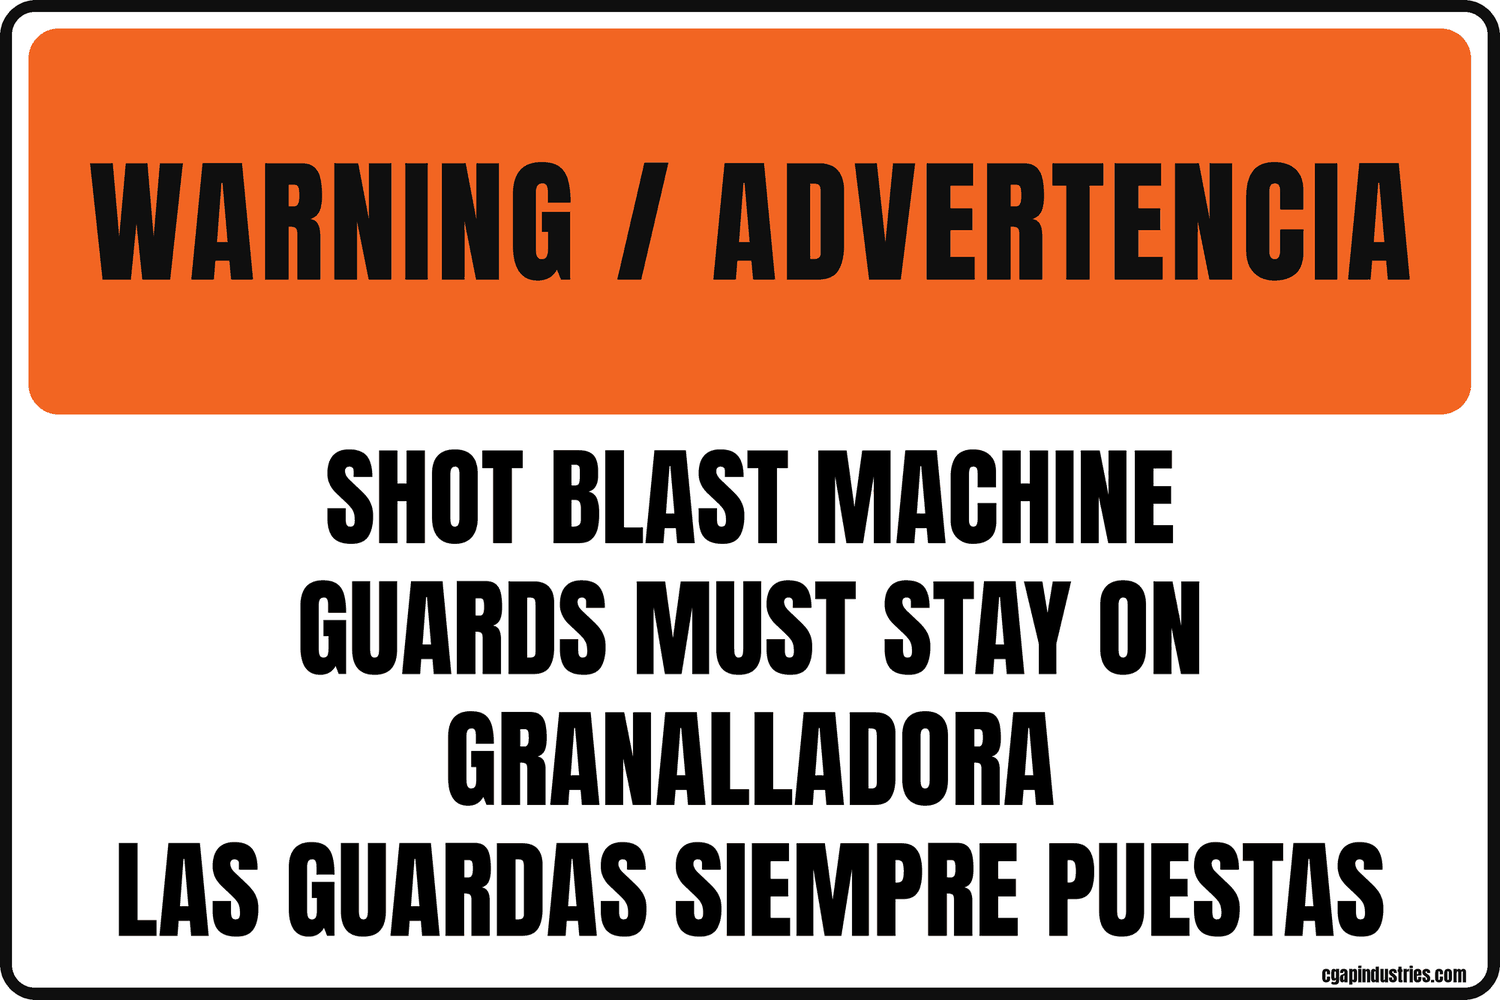 WARNING / ADVERTENCIA
SHOT BLAST MACHINE
GUARDS MUST STAY ON
GRANALLADORA
LAS GUARDAS SIEMPRE PUESTAS
cgapindustries.com